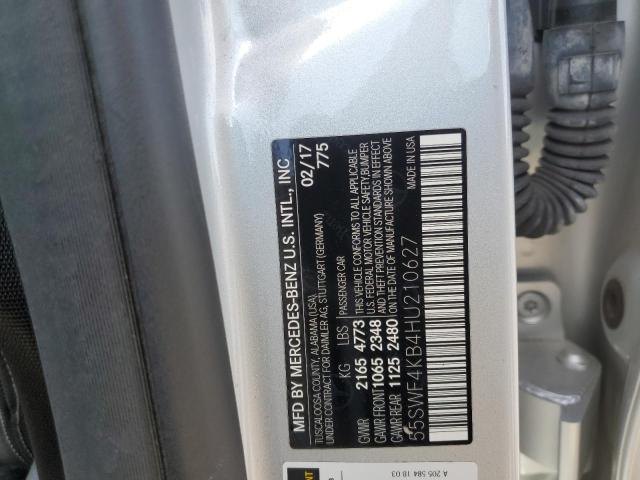 MFD BY MERCEDES-BENZ U.S. INTL., INC
TUSCALOOSA COUNTY, ALABAMA (USA)
UNDER CONTRACT FOR DAIMLER AG, STUTTGART (GERMANY)
02/17
775
KG LBS PASSENGER CAR
GVWR 2165 4773
GAWR FRONT 1065 2348
GAWR REAR 1125 2480
THIS VEHICLE CONFORMS TO ALL APPLICABLE
U.S. FEDERAL MOTOR VEHICLE SAFETY, BUMPER
AND THEFT PREVENTION STANDARDS IN EFFECT
ON THE DATE OF MANUFACTURE SHOWN ABOVE
MADE IN USA
55SWF4KB4HU210627
A 205 584 18 03